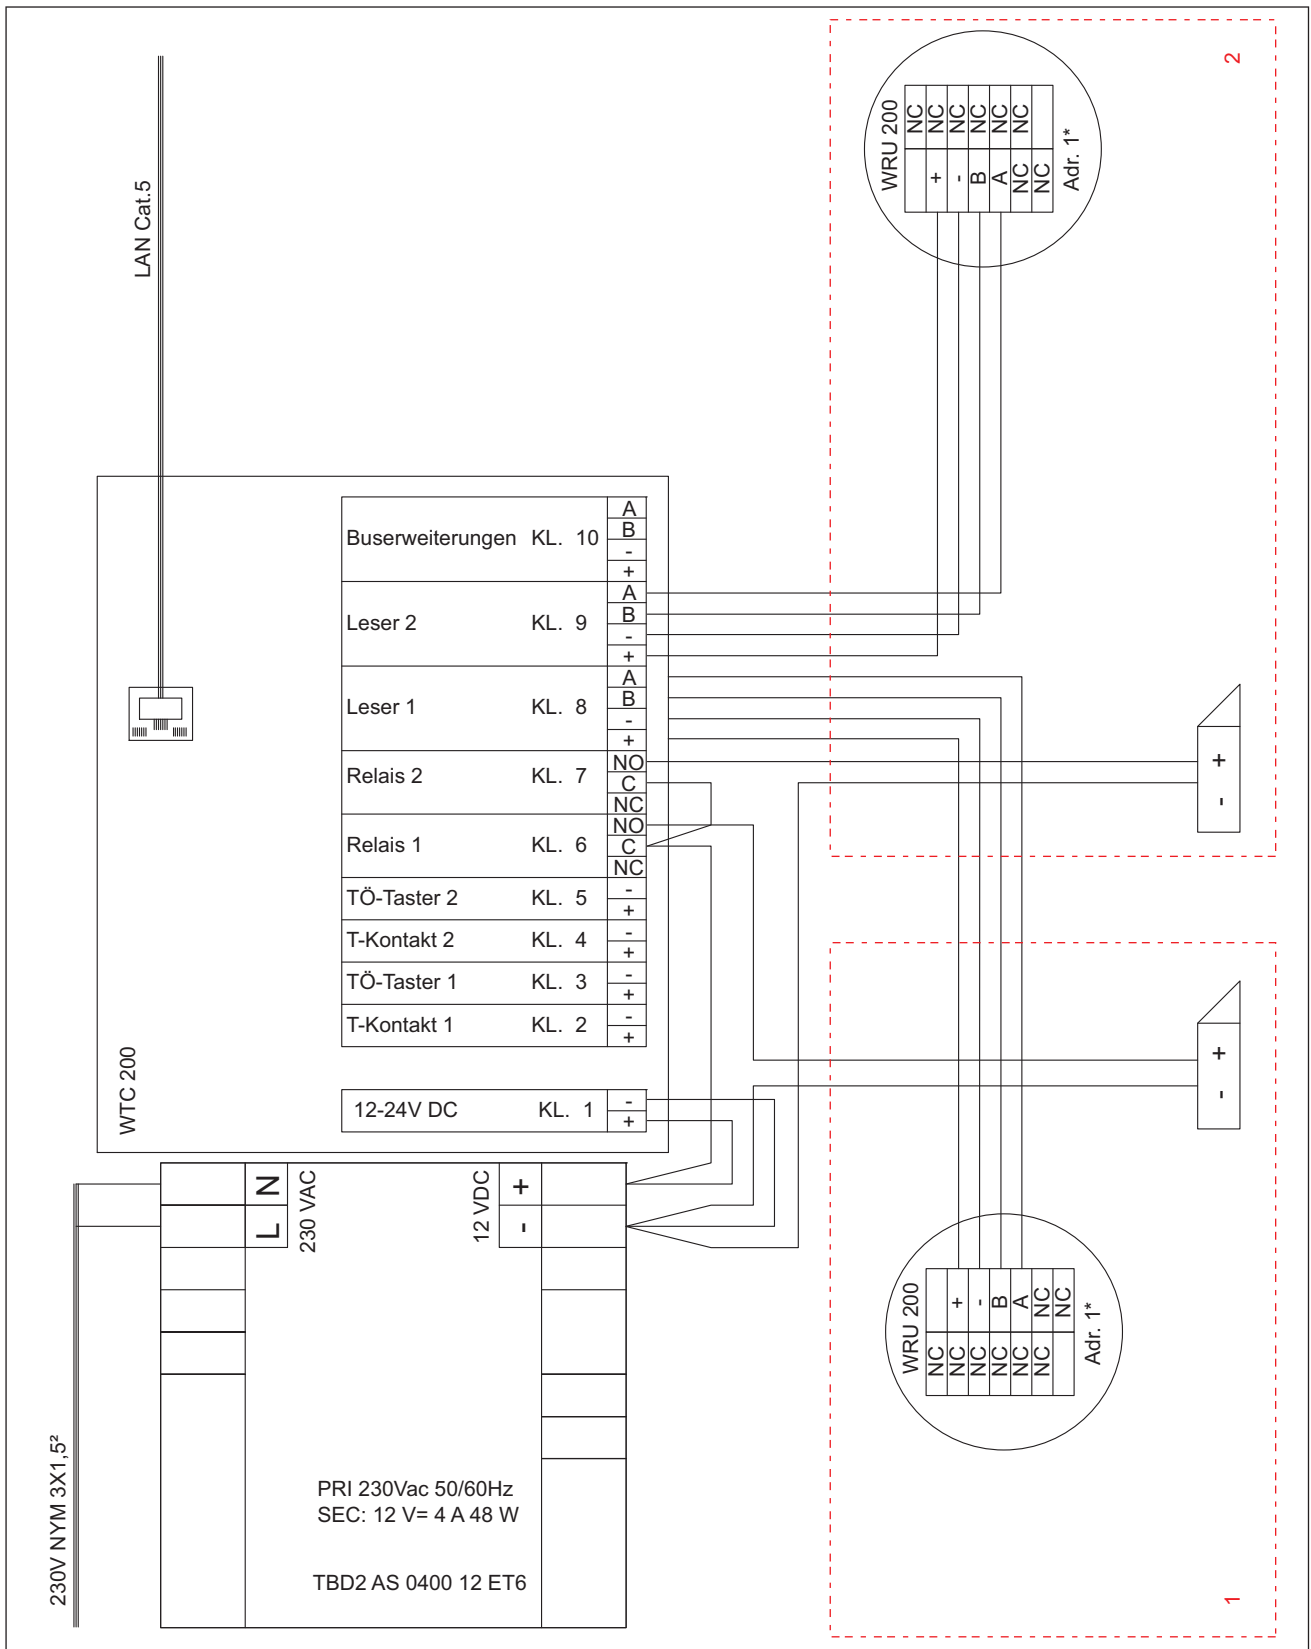 LAN Cat.5
2
WRU 200
NC
NC NC NC NC NC
+ - B A NC NC
Adr. 1*
WTC 200
Buserweiterungen KL. 10 A B - +
Leser 2 KL. 9 A B - +
Leser 1 KL. 8 A B - +
Relais 2 KL. 7 NO C NC
Relais 1 KL. 6 NO C NC
TÖ-Taster 2 KL. 5 - +
T-Kontakt 2 KL. 4 - +
TÖ-Taster 1 KL. 3 - +
T-Kontakt 1 KL. 2 - +
12-24V DC KL. 1 - +
+ -
+ -
N L
230 VAC
12 VDC
+ -
230V NYM 3X1,5²
PRI 230Vac 50/60Hz
SEC: 12 V= 4 A 48 W
TBD2 AS 0400 12 ET6
WRU 200
+ - B A NC NC
NC NC NC NC NC NC
Adr. 1*
1